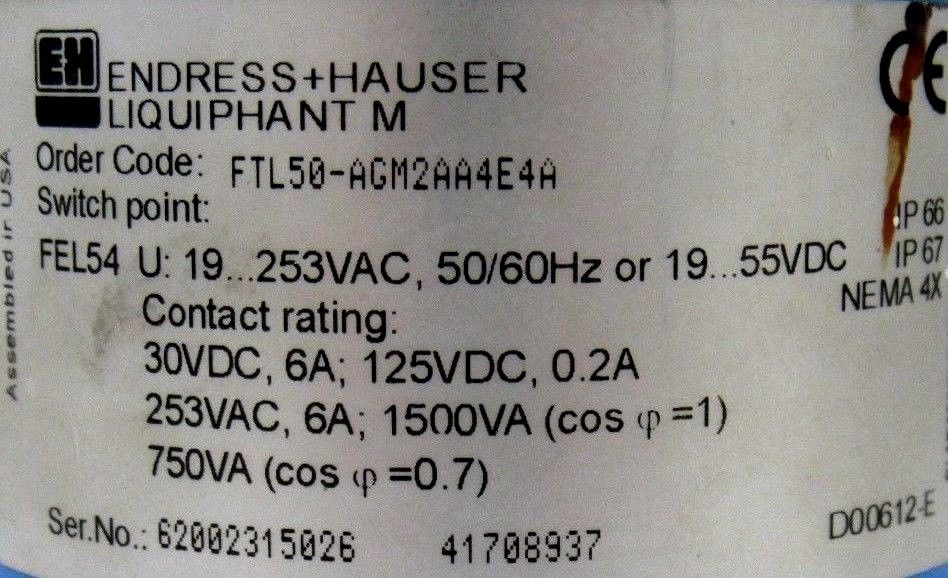 EH ENDRESS+HAUSER
LIQUIPHANT M
CE
Order Code: FTL50-AGM2AA4E4A
Switch point:
IP 66
FEL54 U: 19...253VAC, 50/60Hz or 19...55VDC
IP 67
NEMA 4X
Contact rating:
30VDC, 6A; 125VDC, 0.2A
253VAC, 6A; 1500VA (cos φ =1)
750VA (cos φ =0.7)
Ser.No.: 62002315026 41708937
D00612-E
Assembled in USA